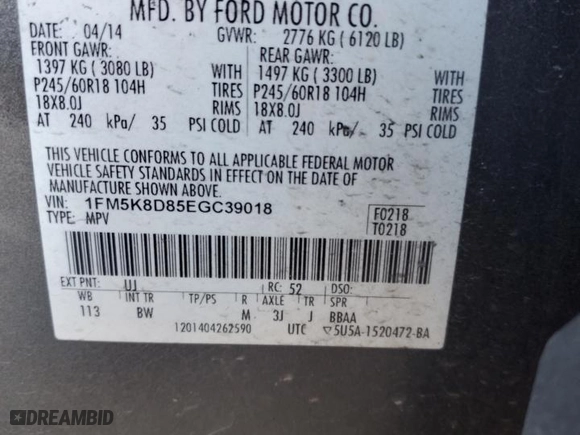 MFD. BY FORD MOTOR CO.
DATE: 04/14 GVWR: 2776 KG ( 6120 LB)
FRONT GAWR: REAR GAWR:
1397 KG ( 3080 LB) 1497 KG ( 3300 LB)
P245/60R18 104H TIRES P245/60R18 104H TIRES
18X8.0J RIMS 18X8.0J RIMS
AT 240 kPa/ 35 PSI COLD AT 240 kPa/ 35 PSI COLD
THIS VEHICLE CONFORMS TO ALL APPLICABLE FEDERAL MOTOR
VEHICLE SAFETY STANDARDS IN EFFECT ON THE DATE OF
MANUFACTURE SHOWN ABOVE.
VIN: 1FM5K8D85EGC39018 F0218
TYPE: MPV T0218
EXT PNT: UJ RC: 52 DSO:
WB INT TR TP/PS R AXLE TR SPR
113 BW M 3J J BBAA
1201404262590 UTC ▽5U5A-1520472-BA
DREAMBID